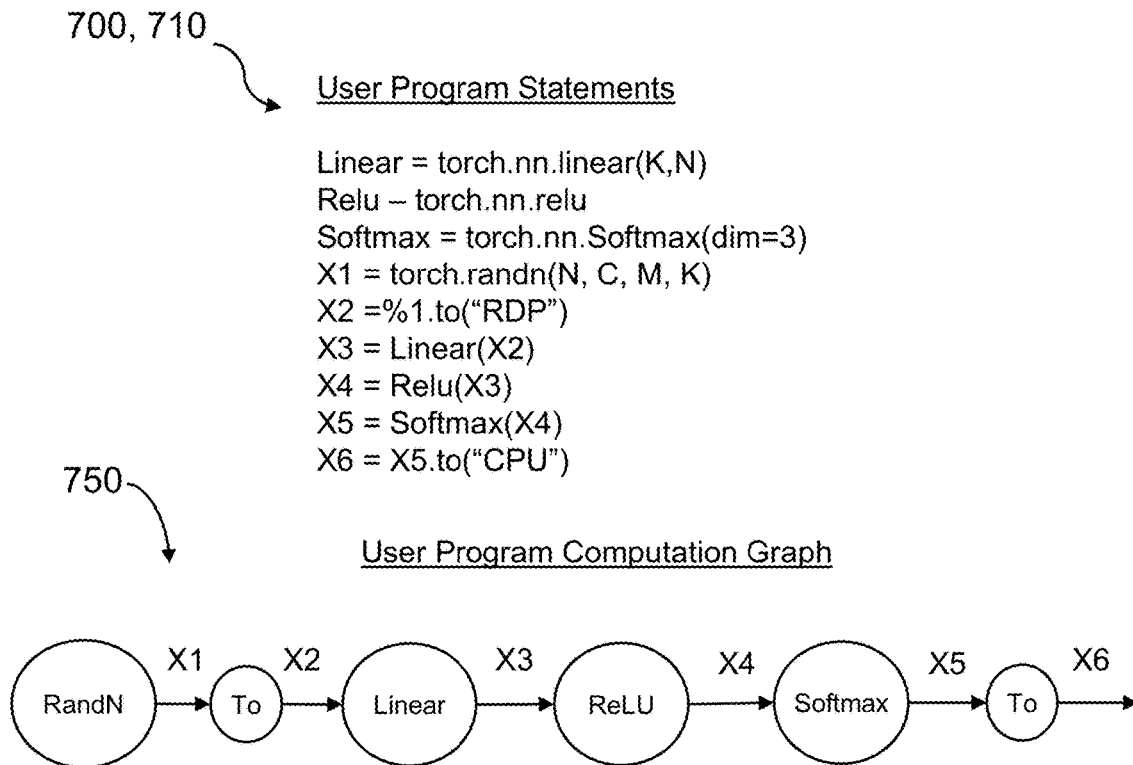 700, 710
User Program Statements
Linear = torch.nn.linear(K,N)
Relu – torch.nn.relu
Softmax = torch.nn.Softmax(dim=3)
X1 = torch.randn(N, C, M, K)
X2 =%1.to(“RDP”)
X3 = Linear(X2)
X4 = Relu(X3)
X5 = Softmax(X4)
X6 = X5.to(“CPU”)
750
User Program Computation Graph
X1 X2 X3 X4 X5 X6
RandN To Linear ReLU Softmax To